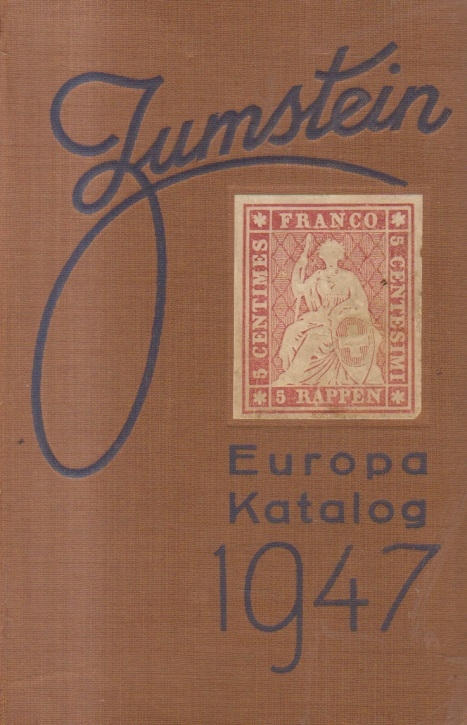 Zumstein
FRANCO
5 CENTIMES
5 CENTESIMI
5 RAPPEN
Europa
Katalog
1947